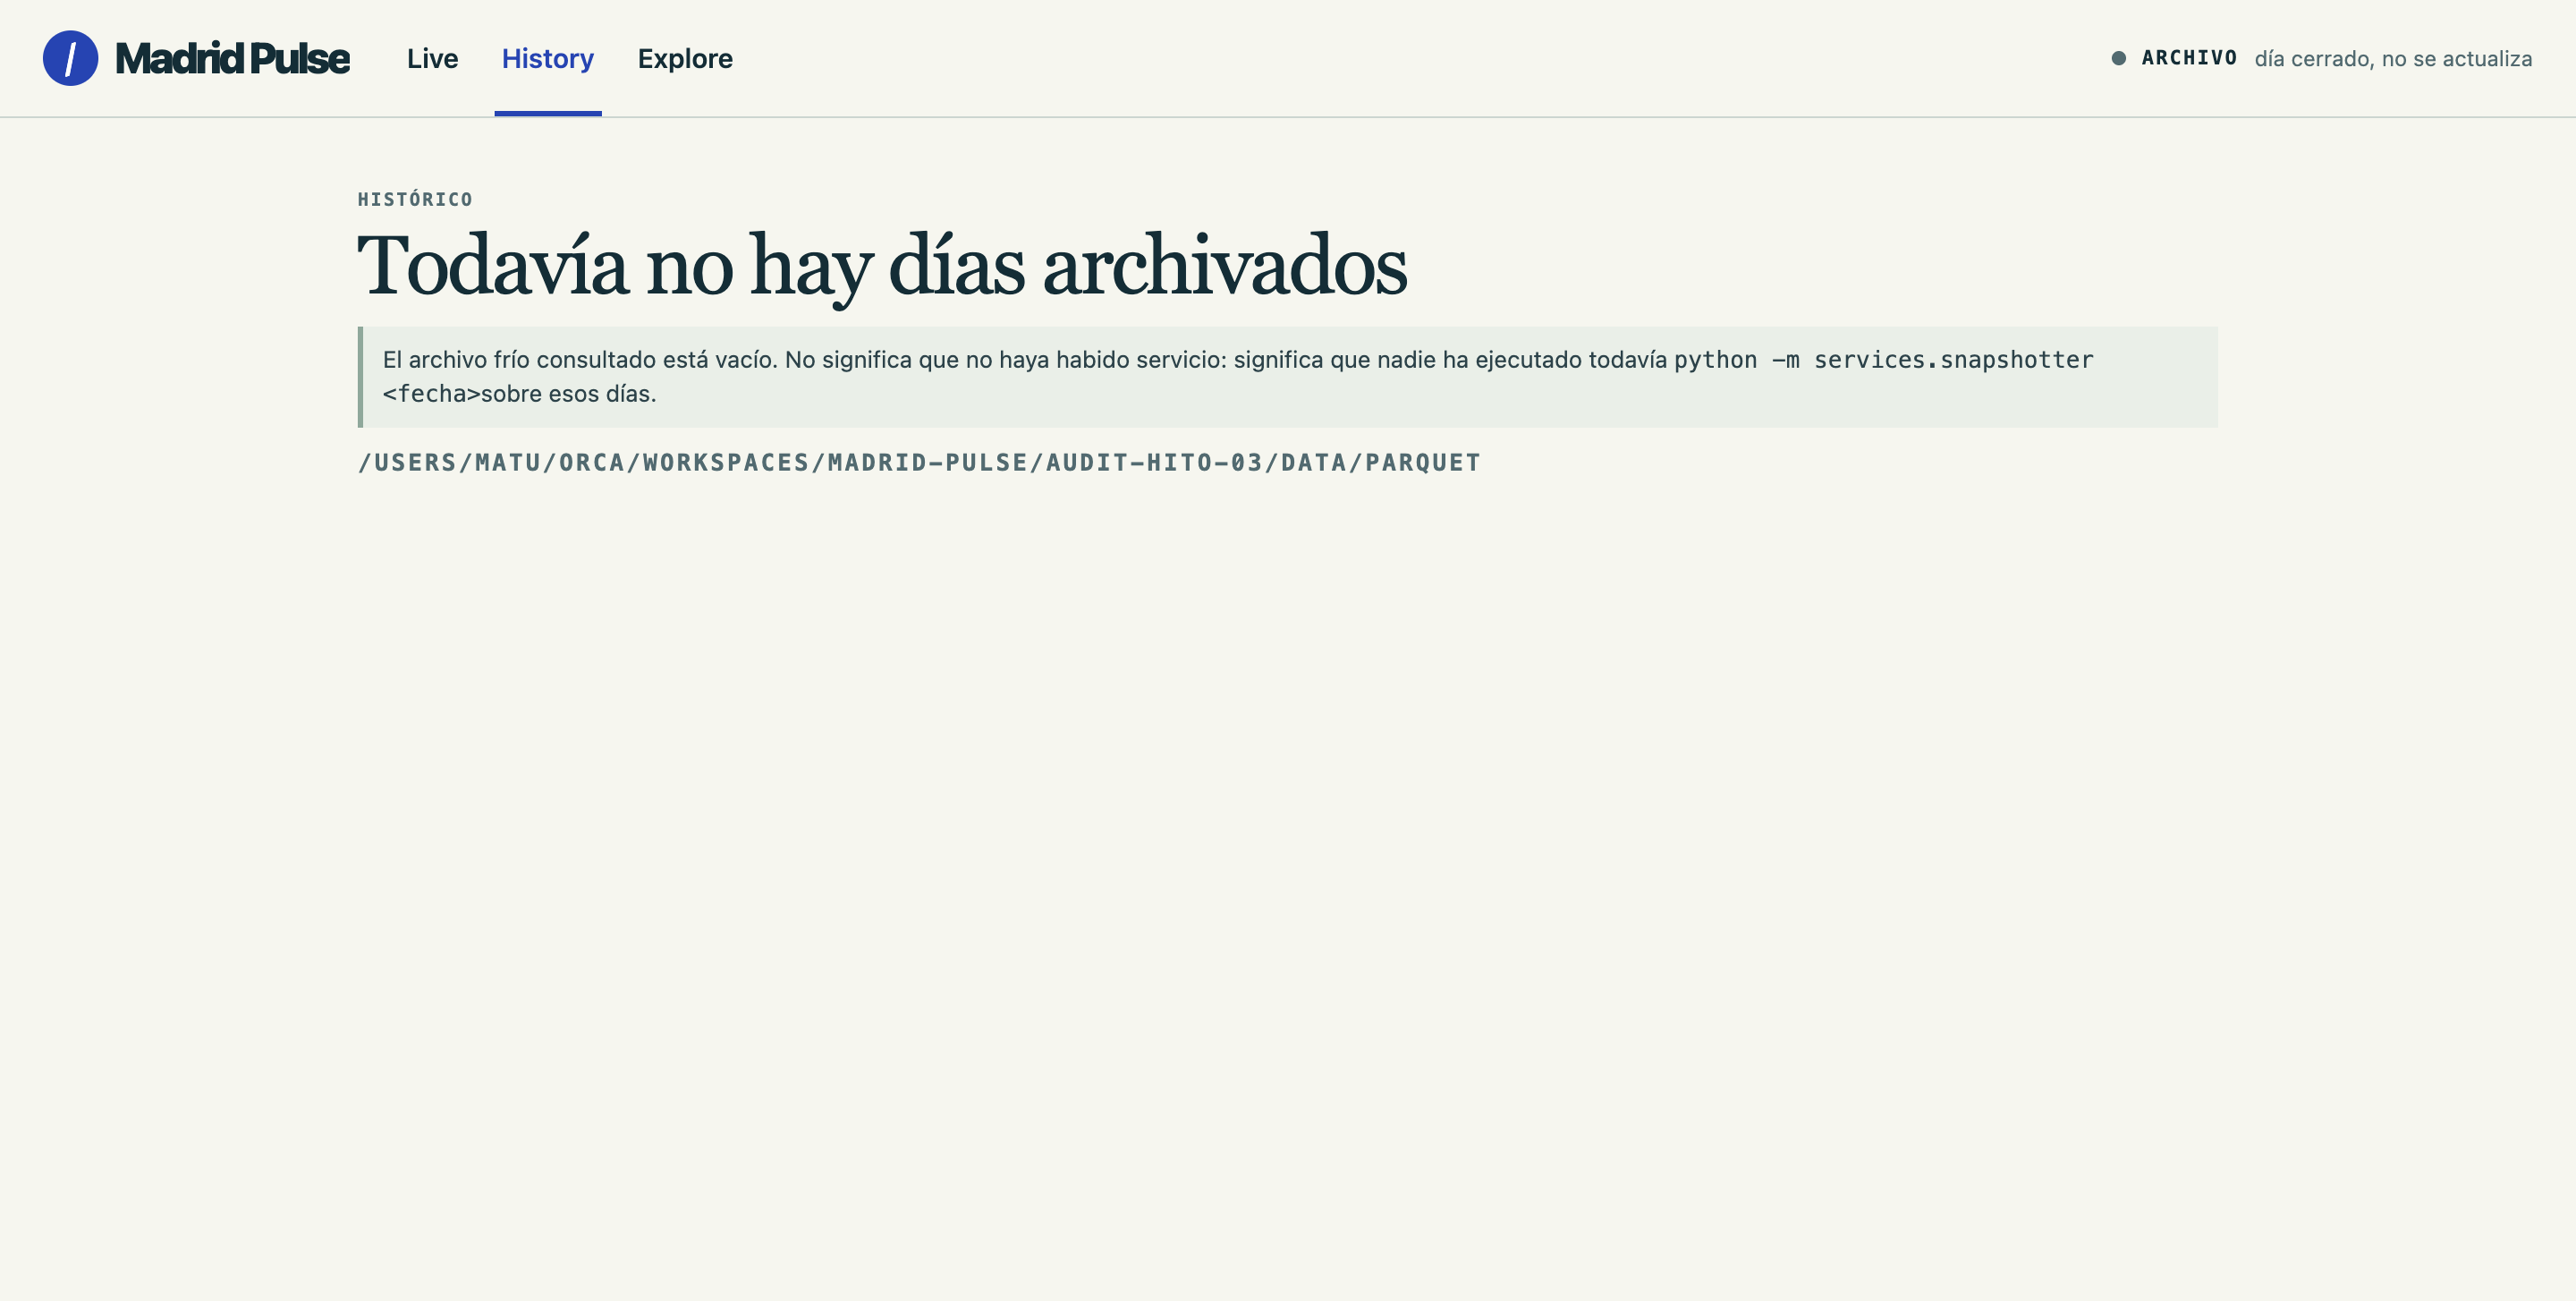 Madrid Pulse Live History Explore ARCHIVO día cerrado, no se actualiza
HISTÓRICO
Todavía no hay días archivados
El archivo frío consultado está vacío. No significa que no haya habido servicio: significa que nadie ha ejecutado todavía python -m services.snapshotter
<fecha>sobre esos días.
/USERS/MATU/ORCA/WORKSPACES/MADRID-PULSE/AUDIT-HITO-03/DATA/PARQUET